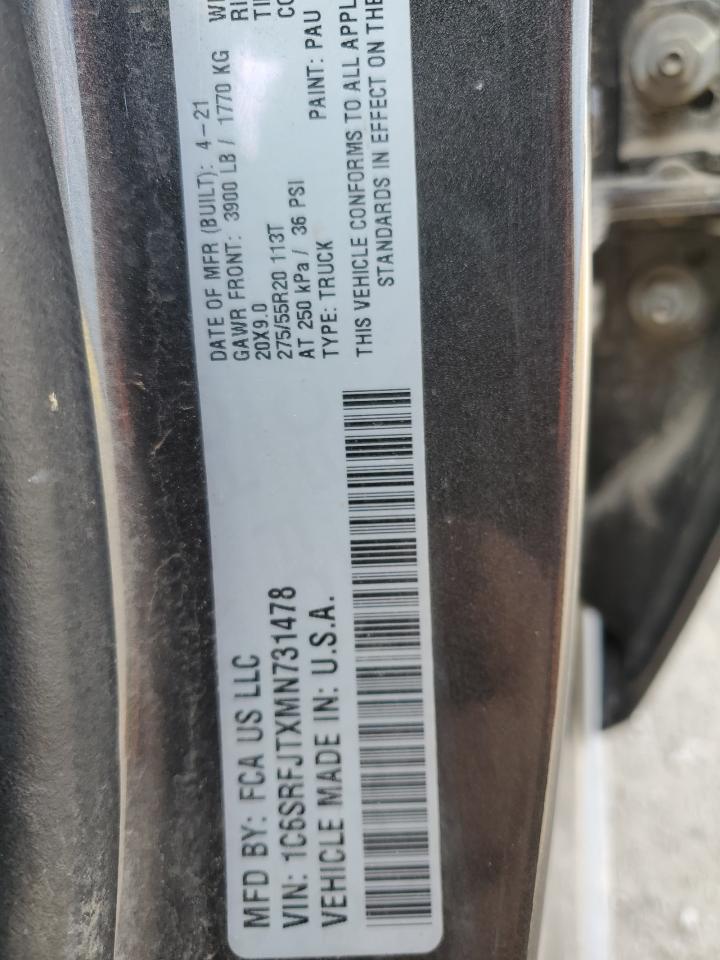 MFD BY: FCA US LLC
VIN: 1C6SRFJTXMN731478
VEHICLE MADE IN: U.S.A.
DATE OF MFR (BUILT): 4-21
GAWR FRONT: 3900 LB / 1770 KG
20X9.0
275/55R20 113T
AT 250 kPa / 36 PSI
TYPE: TRUCK
PAINT: PAU
THIS VEHICLE CONFORMS TO ALL APPL
STANDARDS IN EFFECT ON THE